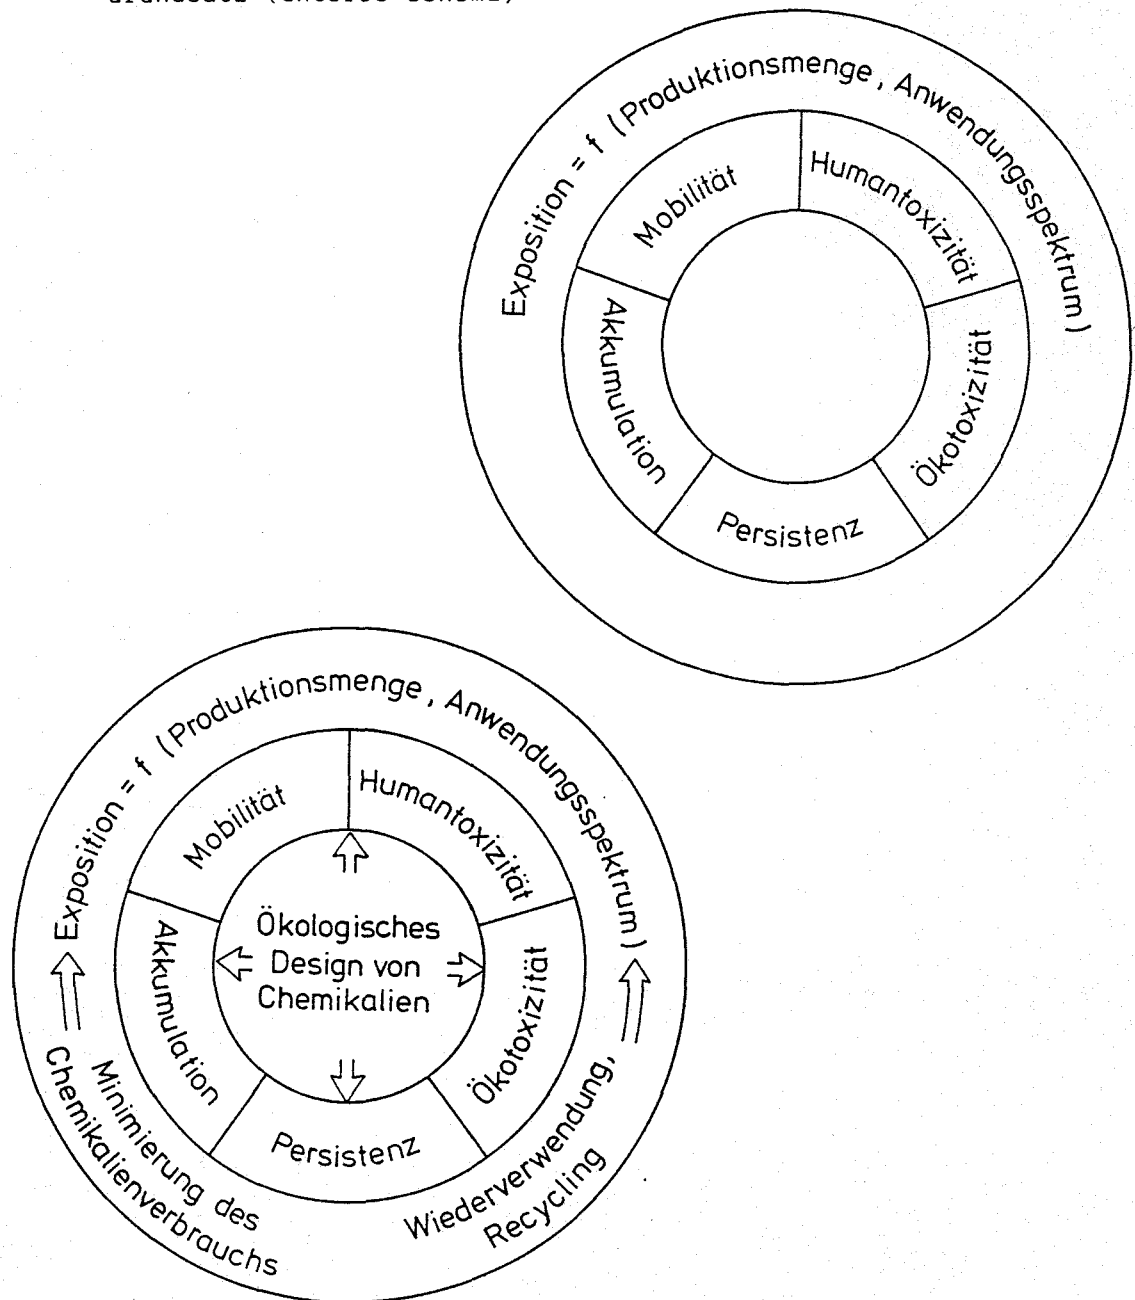 Exposition = f (Produktionsmenge, Anwendungsspektrum)
Mobilität
Humantoxizität
Akkumulation
Ökotoxizität
Persistenz
Exposition = f (Produktionsmenge, Anwendungsspektrum)
Mobilität
Humantoxizität
Ökologisches
Design von
Chemikalien
Akkumulation
Ökotoxizität
Persistenz
Minimierung des
Chemikalienverbrauchs
Wiederverwendung,
Recycling